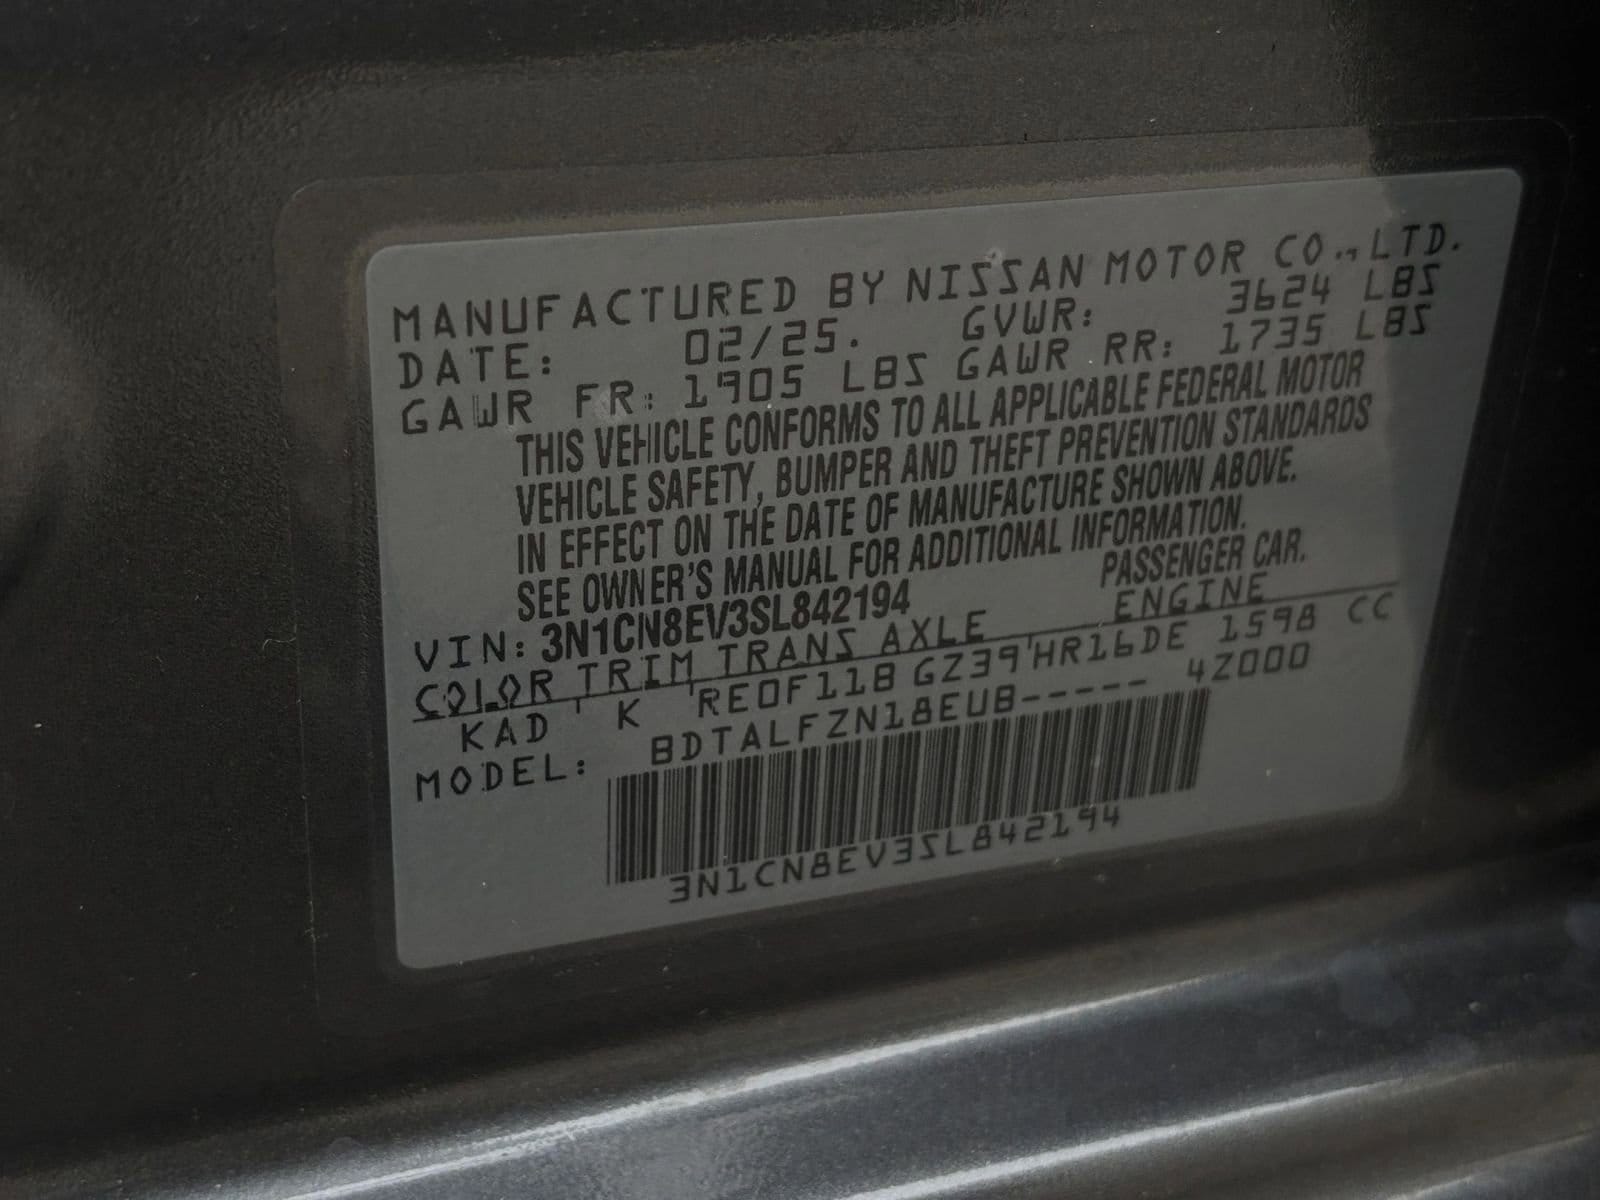 MANUFACTURED BY NISSAN MOTOR CO., LTD.
DATE: 02/25. GVWR: 3624 LBS
GAWR FR: 1905 LBS GAWR RR: 1735 LBS
THIS VEHICLE CONFORMS TO ALL APPLICABLE FEDERAL MOTOR
VEHICLE SAFETY, BUMPER AND THEFT PREVENTION STANDARDS
IN EFFECT ON THE DATE OF MANUFACTURE SHOWN ABOVE.
SEE OWNER'S MANUAL FOR ADDITIONAL INFORMATION.
VIN: 3N1CN8EV3SL842194 PASSENGER CAR.
COLOR TRIM TRANS AXLE ENGINE
KAD K RE0F11B GZ39 HR16DE 1598 CC
MODEL: BDTALFZN18EUB----- 4Z000
3N1CN8EV3SL842194